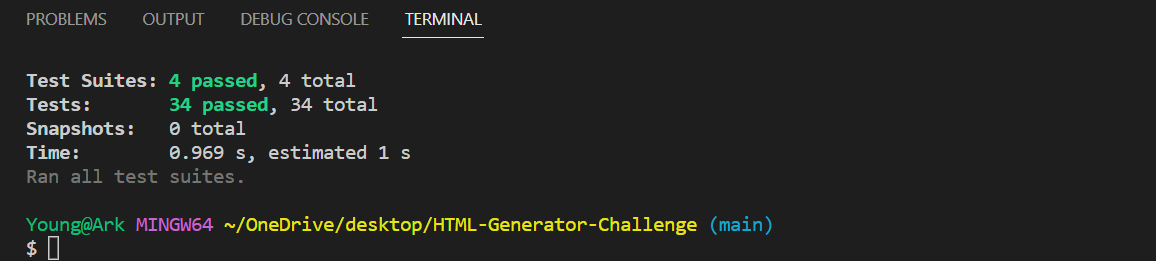 PROBLEMS OUTPUT DEBUG CONSOLE TERMINAL
Test Suites: 4 passed, 4 total
Tests:       34 passed, 34 total
Snapshots:   0 total
Time:        0.969 s, estimated 1 s
Ran all test suites.
Young@Ark MINGW64 ~/OneDrive/desktop/HTML-Generator-Challenge (main)
$